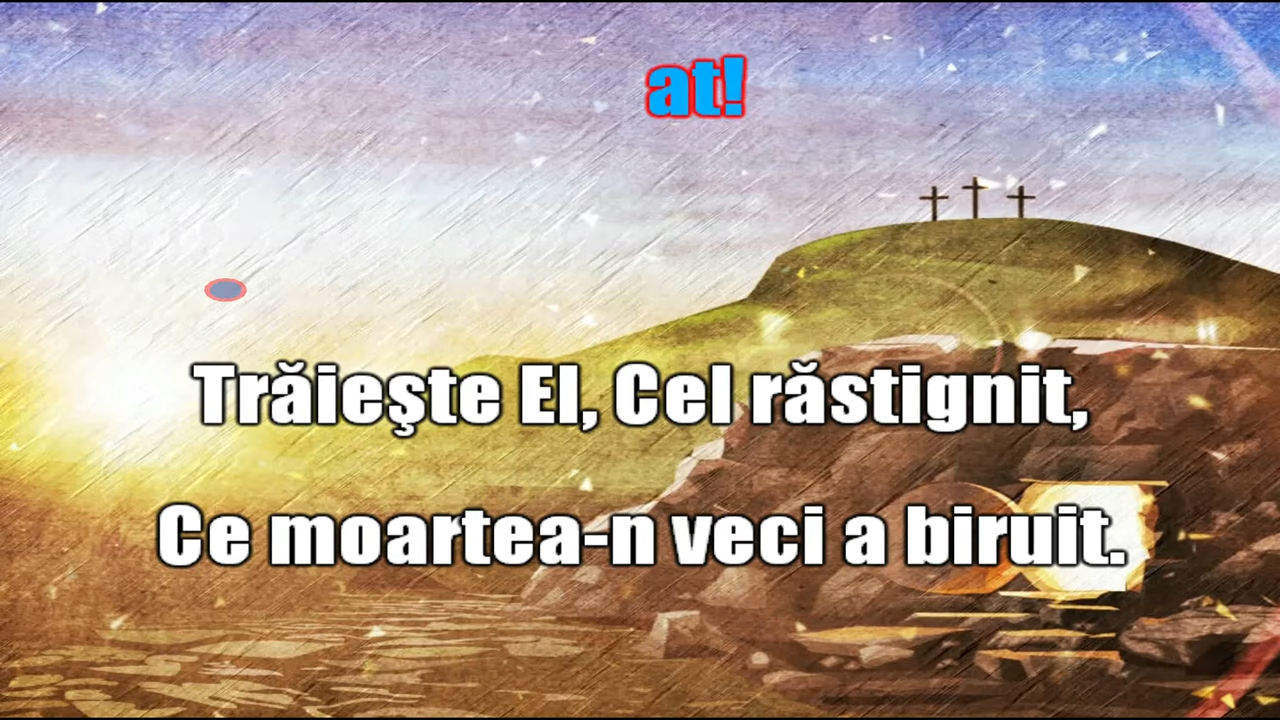 at!
Trăieşte El, Cel răstignit,
Ce moartea-n veci a biruit.